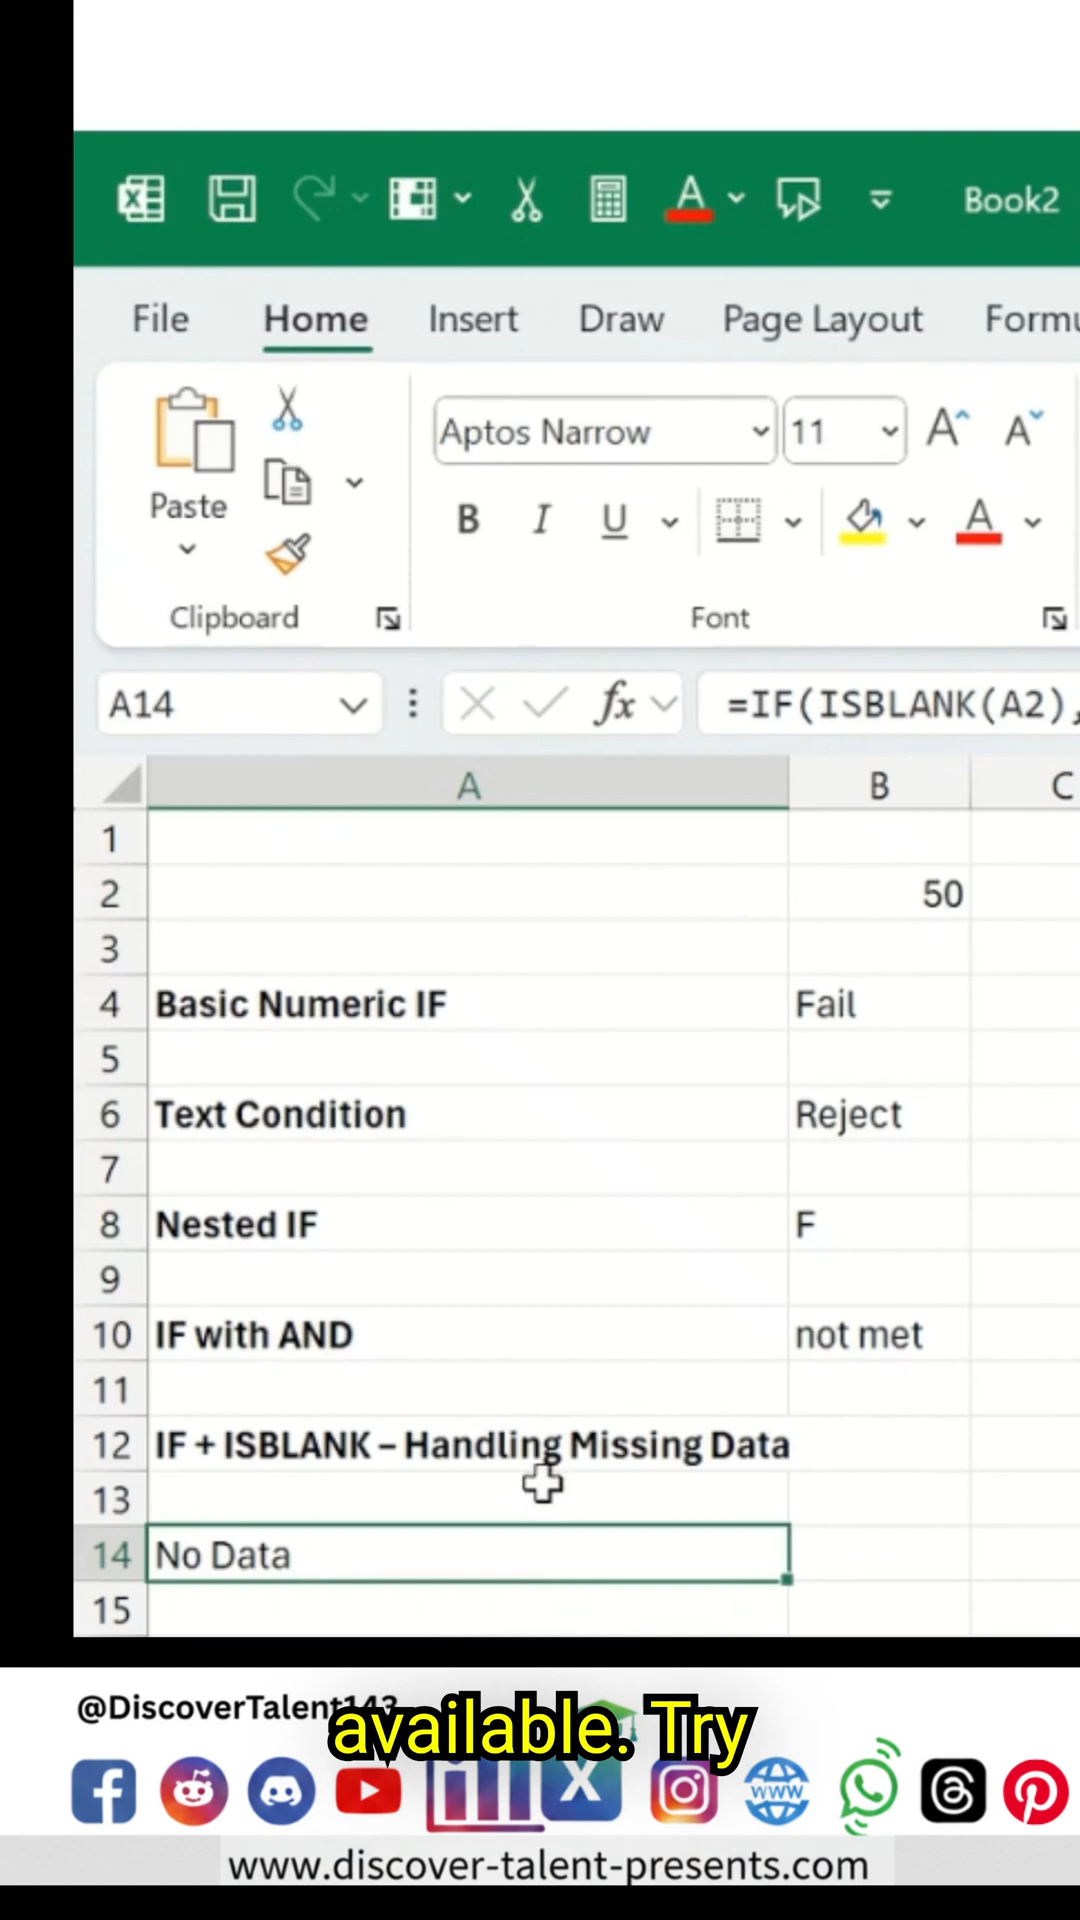 Book2
File Home Insert Draw Page Layout Formu
Paste
Clipboard
Aptos Narrow 11 A A
B I U A
Font
A14 fx =IF(ISBLANK(A2),
A B C
1
2 50
3
4 Basic Numeric IF Fail
5
6 Text Condition Reject
7
8 Nested IF F
9
10 IF with AND not met
11
12 IF + ISBLANK – Handling Missing Data
13
14 No Data
15
@DiscoverTalent143
available. Try
www
www.discover-talent-presents.com